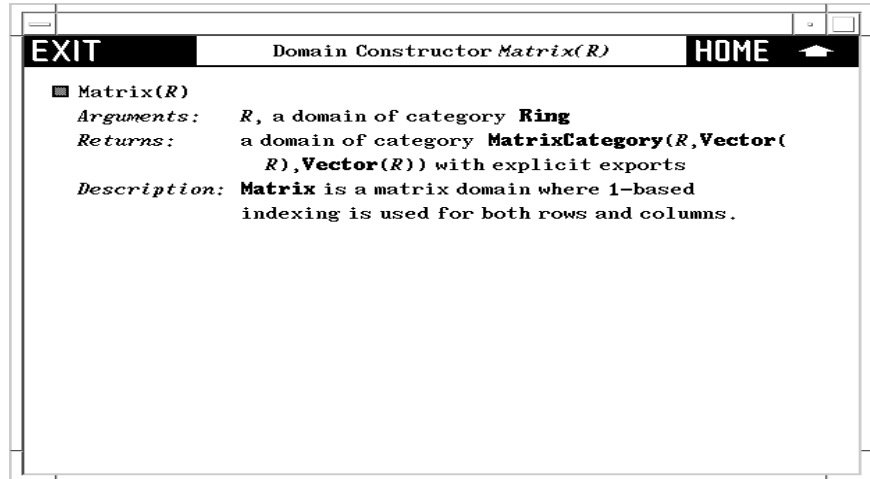 EXIT Domain Constructor Matrix(R) HOME
Matrix(R)
Arguments: R, a domain of category Ring
Returns: a domain of category MatrixCategory(R,Vector(
R),Vector(R)) with explicit exports
Description: Matrix is a matrix domain where 1-based
indexing is used for both rows and columns.